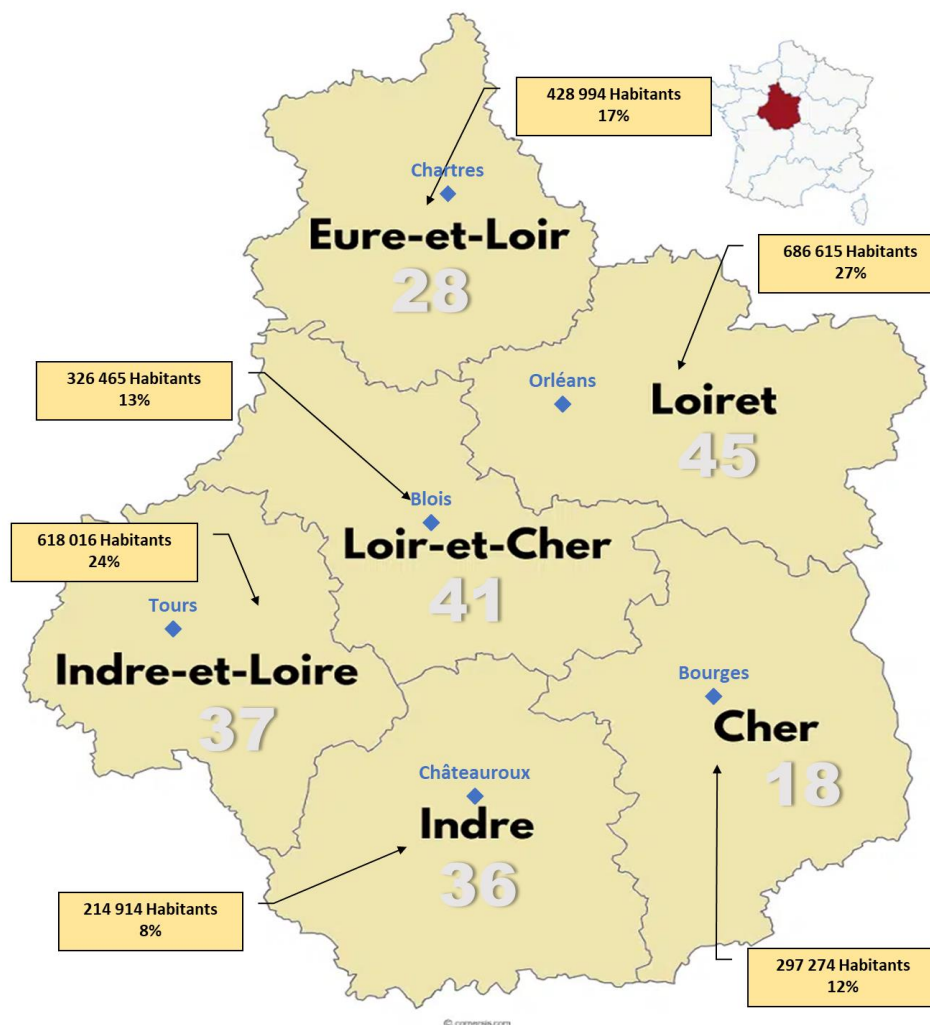 428 994 Habitants
17%
Chartres
Eure-et-Loir
28
686 615 Habitants
27%
326 465 Habitants
13%
Orléans
Loiret
45
Blois
Loir-et-Cher
41
618 016 Habitants
24%
Tours
Indre-et-Loire
37
Bourges
Cher
18
Châteauroux
Indre
36
214 914 Habitants
8%
297 274 Habitants
12%